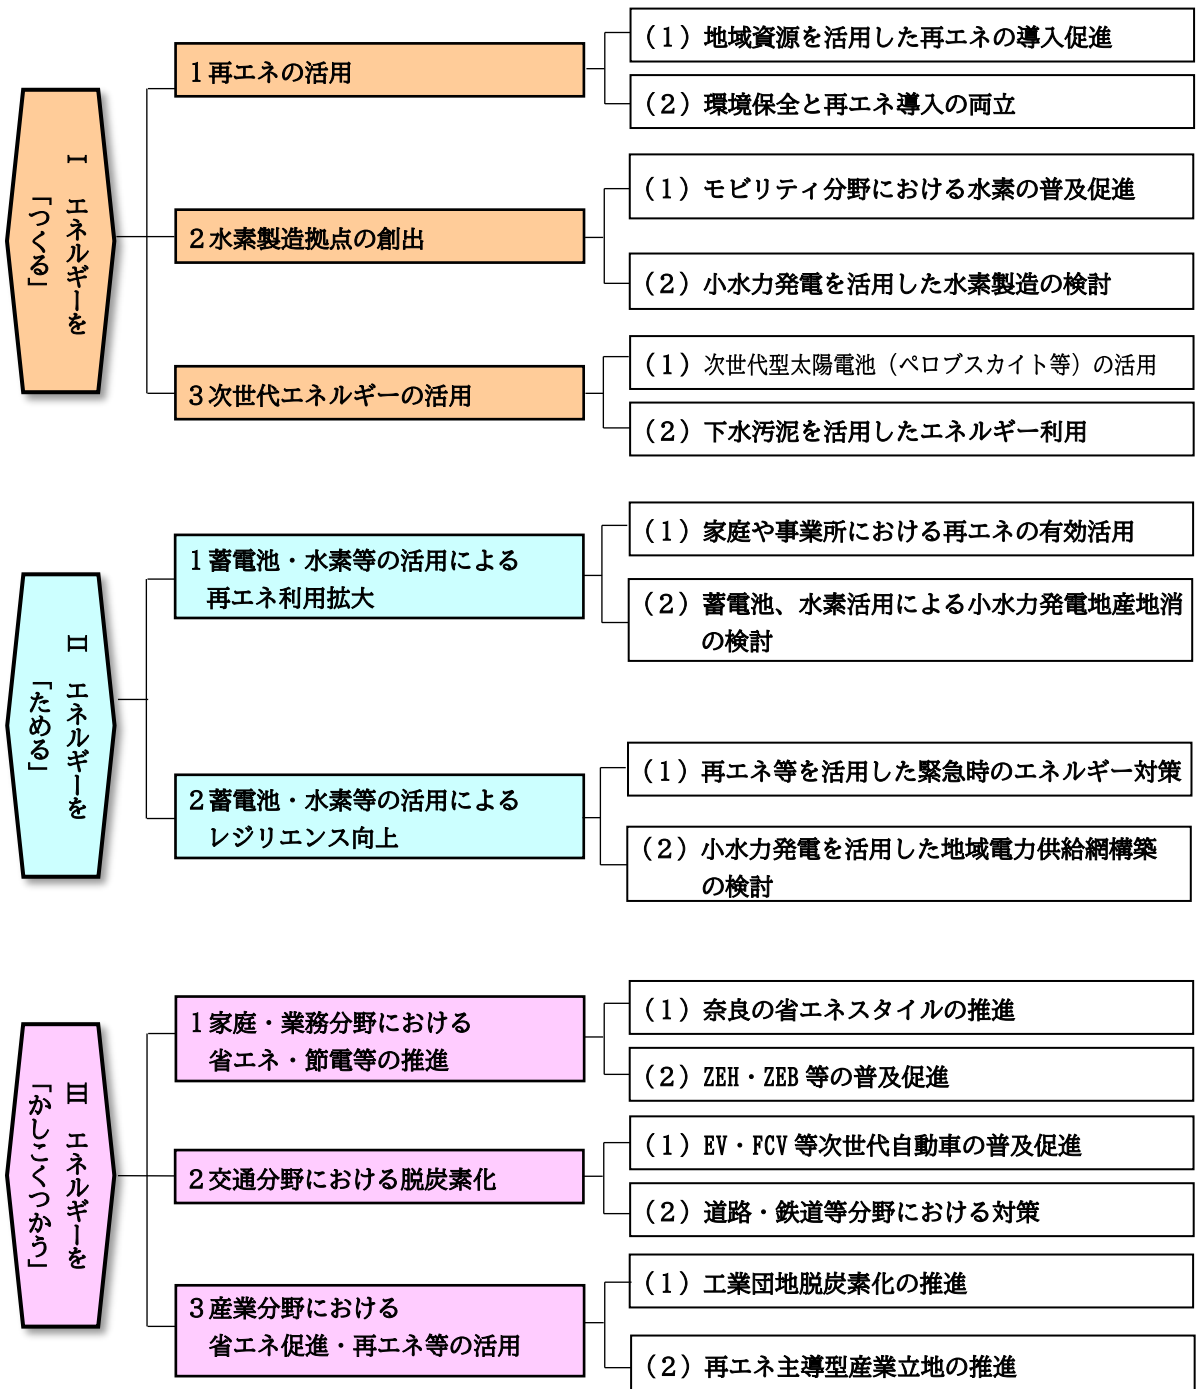 Ⅰ　エネルギーを
「つくる」
１再エネの活用
（１）地域資源を活用した再エネの導入促進
（２）環境保全と再エネ導入の両立
２水素製造拠点の創出
（１）モビリティ分野における水素の普及促進
（２）小水力発電を活用した水素製造の検討
３次世代エネルギーの活用
（１）次世代型太陽電池（ペロブスカイト等）の活用
（２）下水汚泥を活用したエネルギー利用
Ⅱ　エネルギーを
「ためる」
１蓄電池・水素等の活用による
再エネ利用拡大
（１）家庭や事業所における再エネの有効活用
（２）蓄電池、水素活用による小水力発電地産地消
の検討
２蓄電池・水素等の活用による
レジリエンス向上
（１）再エネ等を活用した緊急時のエネルギー対策
（２）小水力発電を活用した地域電力供給網構築
の検討
Ⅲ　エネルギーを
「かしこくつかう」
１家庭・業務分野における
省エネ・節電等の推進
（１）奈良の省エネスタイルの推進
（２）ZEH・ZEB 等の普及促進
２交通分野における脱炭素化
（１）EV・FCV 等次世代自動車の普及促進
（２）道路・鉄道等分野における対策
３産業分野における
省エネ促進・再エネ等の活用
（１）工業団地脱炭素化の推進
（２）再エネ主導型産業立地の推進